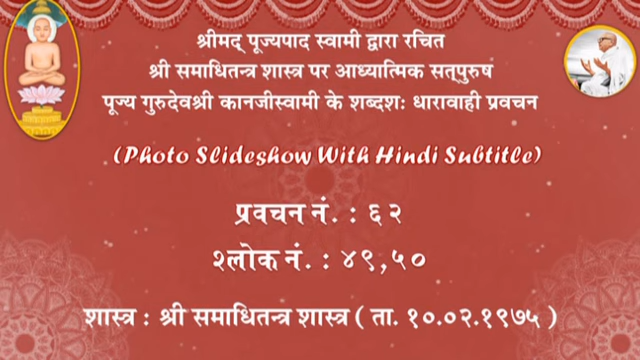 श्रीमद् पूज्यपाद स्वामी द्वारा रचित
श्री समाधितन्त्र शास्त्र पर आध्यात्मिक सत्पुरुष
पूज्य गुरुदेवश्री कानजीस्वामी के शब्दशः धारावाही प्रवचन
(Photo Slideshow With Hindi Subtitle)
प्रवचन नं. : ६२
श्लोक नं. : ४९,५०
शास्त्र : श्री समाधितन्त्र शास्त्र ( ता. १०.०२.१९७५ )